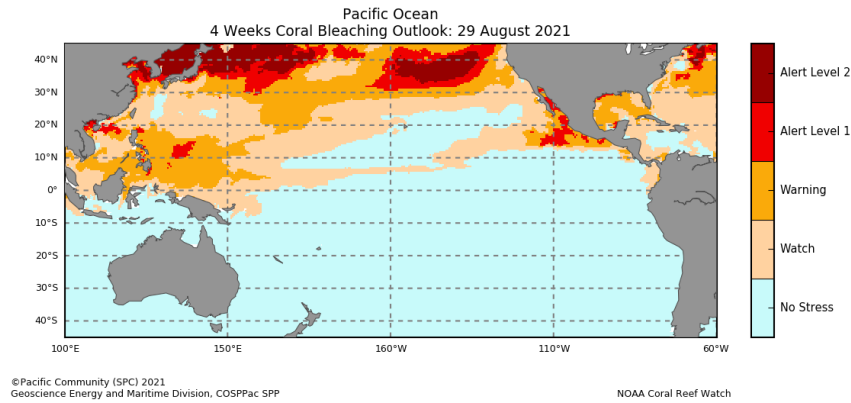 Pacific Ocean
4 Weeks Coral Bleaching Outlook: 29 August 2021
40°N
30°N
20°N
10°N
0°
10°S
20°S
30°S
40°S
100°E
150°E
160°W
110°W
60°W
Alert Level 2
Alert Level 1
Warning
Watch
No Stress
©Pacific Community (SPC) 2021
Geoscience Energy and Maritime Division, COSPPac SPP
NOAA Coral Reef Watch